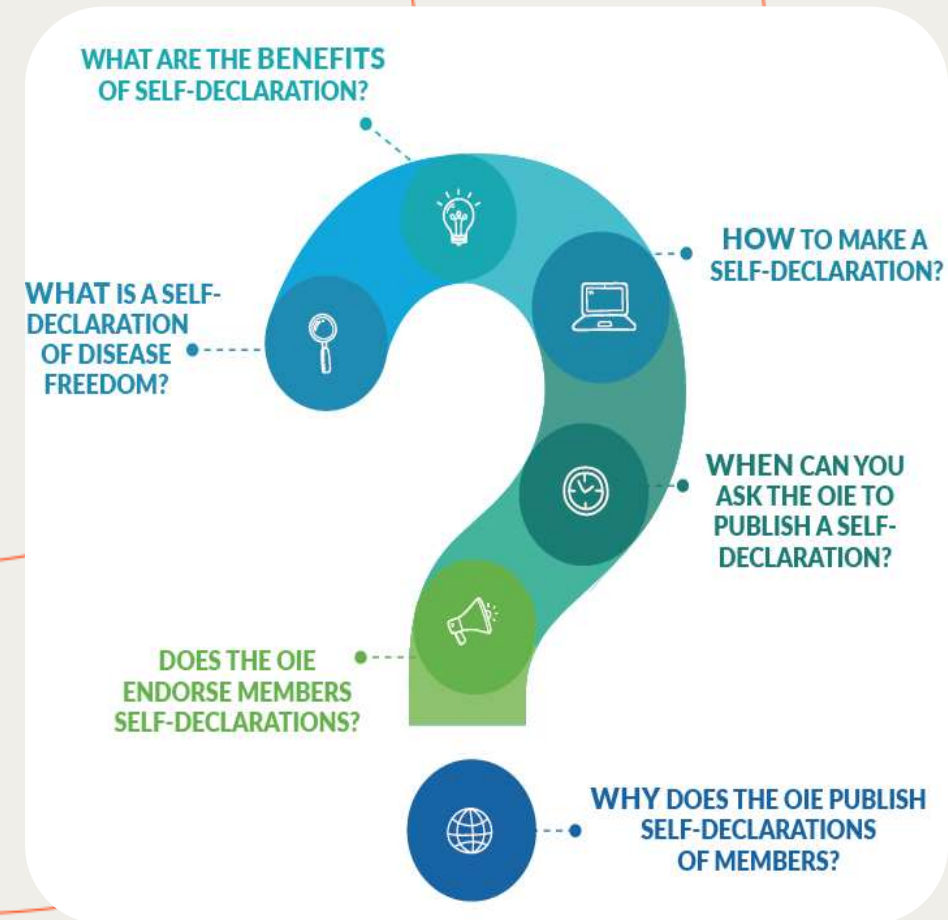 WHAT ARE THE BENEFITS
OF SELF-DECLARATION?
HOW TO MAKE A
SELF-DECLARATION?
WHAT IS A SELF-
DECLARATION
OF DISEASE
FREEDOM?
WHEN CAN YOU
ASK THE OIE TO
PUBLISH A SELF-
DECLARATION?
DOES THE OIE
ENDORSE MEMBERS
SELF-DECLARATIONS?
WHY DOES THE OIE PUBLISH
SELF-DECLARATIONS
OF MEMBERS?